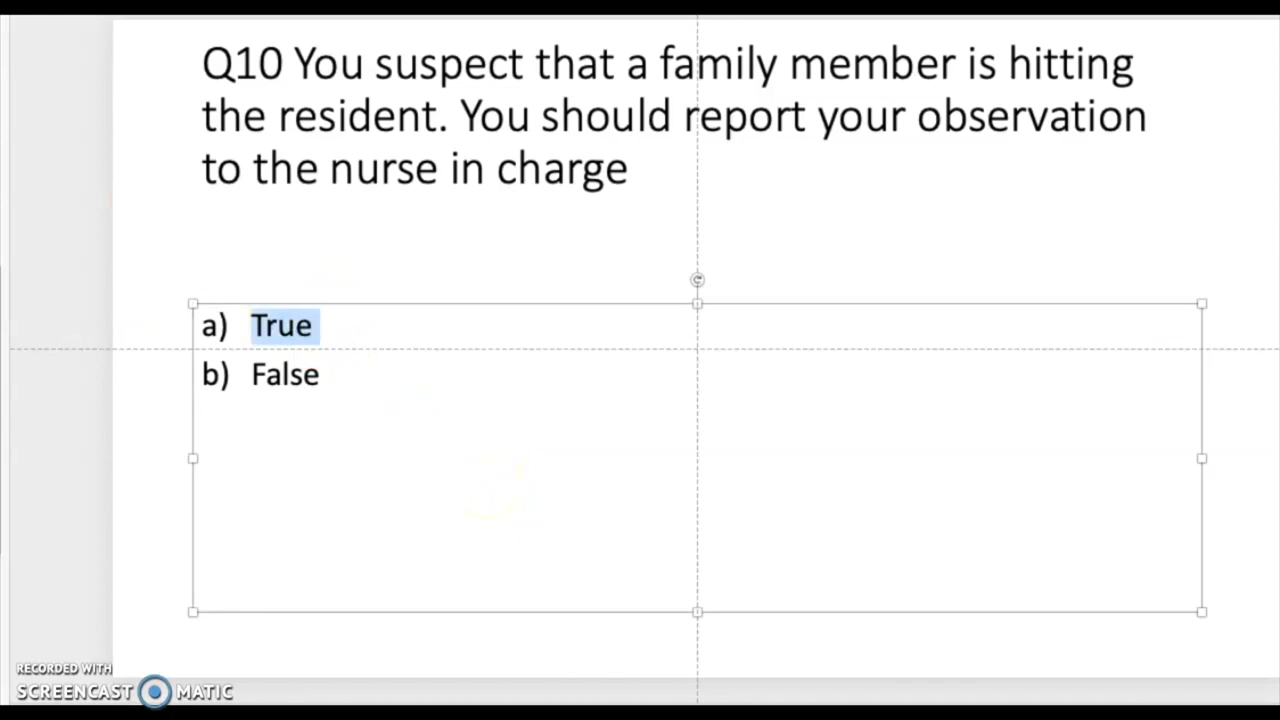 Q10 You suspect that a family member is hitting
the resident. You should report your observation
to the nurse in charge
a) True
b) False
RECORDED WITH
SCREENCAST MATIC